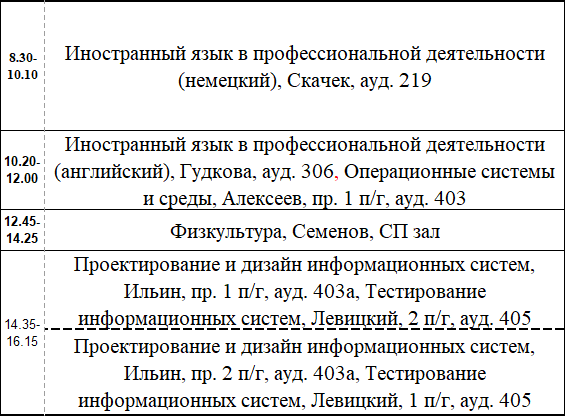 8.30-
10.10
Иностранный язык в профессиональной деятельности
(немецкий), Скачек, ауд. 219
10.20-
12.00
Иностранный язык в профессиональной деятельности
(английский), Гудкова, ауд. 306, Операционные системы
и среды, Алексеев, пр. 1 п/г, ауд. 403
12.45-
14.25
Физкультура, Семенов, СП зал
14.35-
16.15
Проектирование и дизайн информационных систем,
Ильин, пр. 1 п/г, ауд. 403а, Тестирование
информационных систем, Левицкий, 2 п/г, ауд. 405
Проектирование и дизайн информационных систем,
Ильин, пр. 2 п/г, ауд. 403а, Тестирование
информационных систем, Левицкий, 1 п/г, ауд. 405